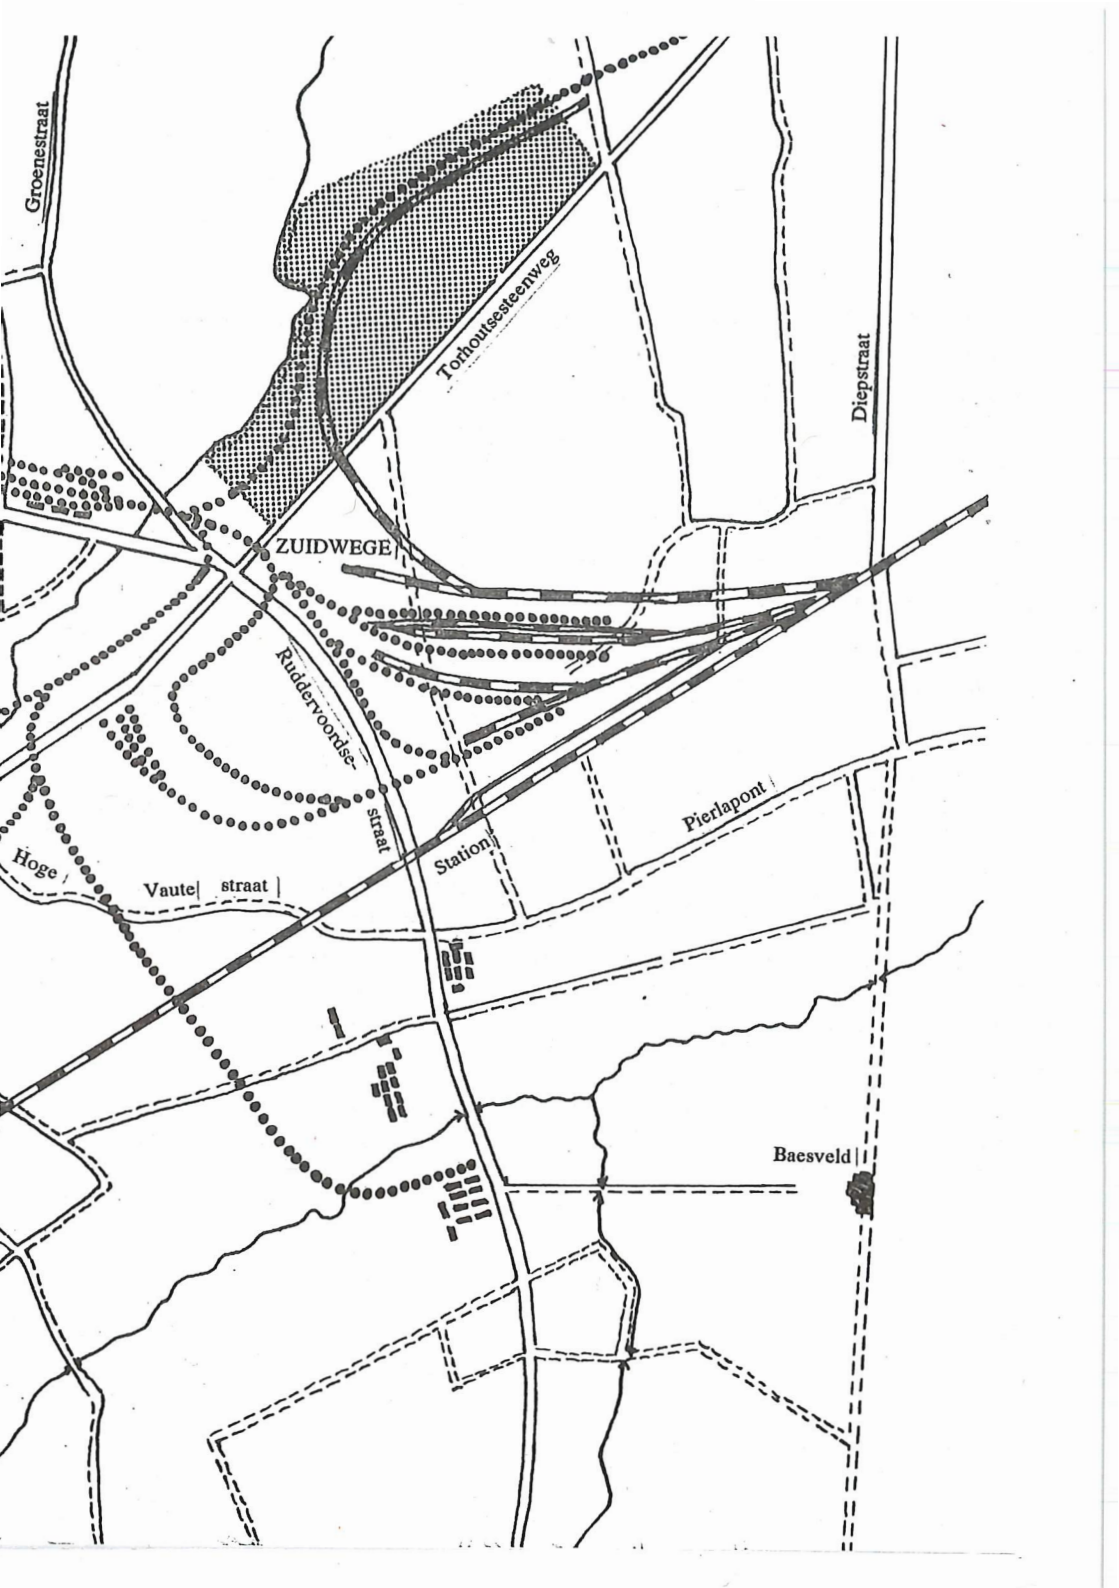 Groenestraat
Torhoutsesteenweg
Diepstraat
ZUIDWEGE
Ruddervoordse-
straat
Pierlapont
Station
Hoge
Vaute straat
Baesveld